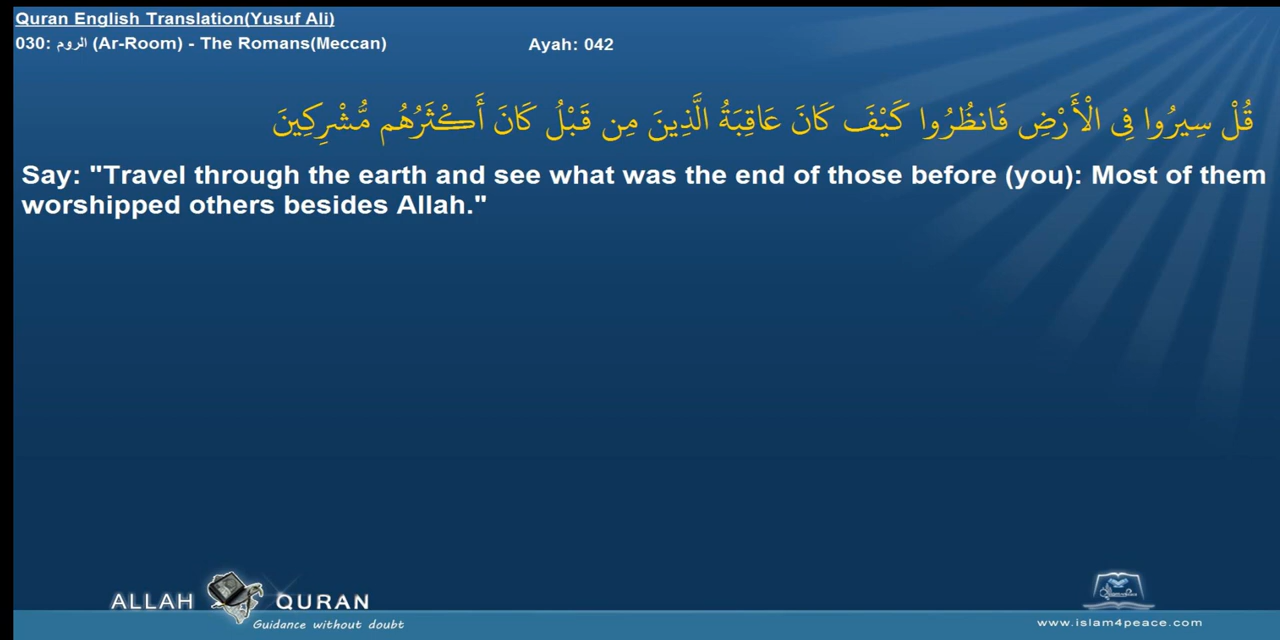 Quran English Translation(Yusuf Ali)
030: الروم (Ar-Room) - The Romans(Meccan) Ayah: 042
قُلْ سِيرُوا فِى الْأَرْضِ فَانظُرُوا كَيْفَ كَانَ عَاقِبَةُ الَّذِينَ مِن قَبْلُ كَانَ أَكْثَرُهُم مُّشْرِكِينَ
Say: "Travel through the earth and see what was the end of those before (you): Most of them
worshipped others besides Allah."
ALLAH QURAN
Guidance without doubt
www.islam4peace.com